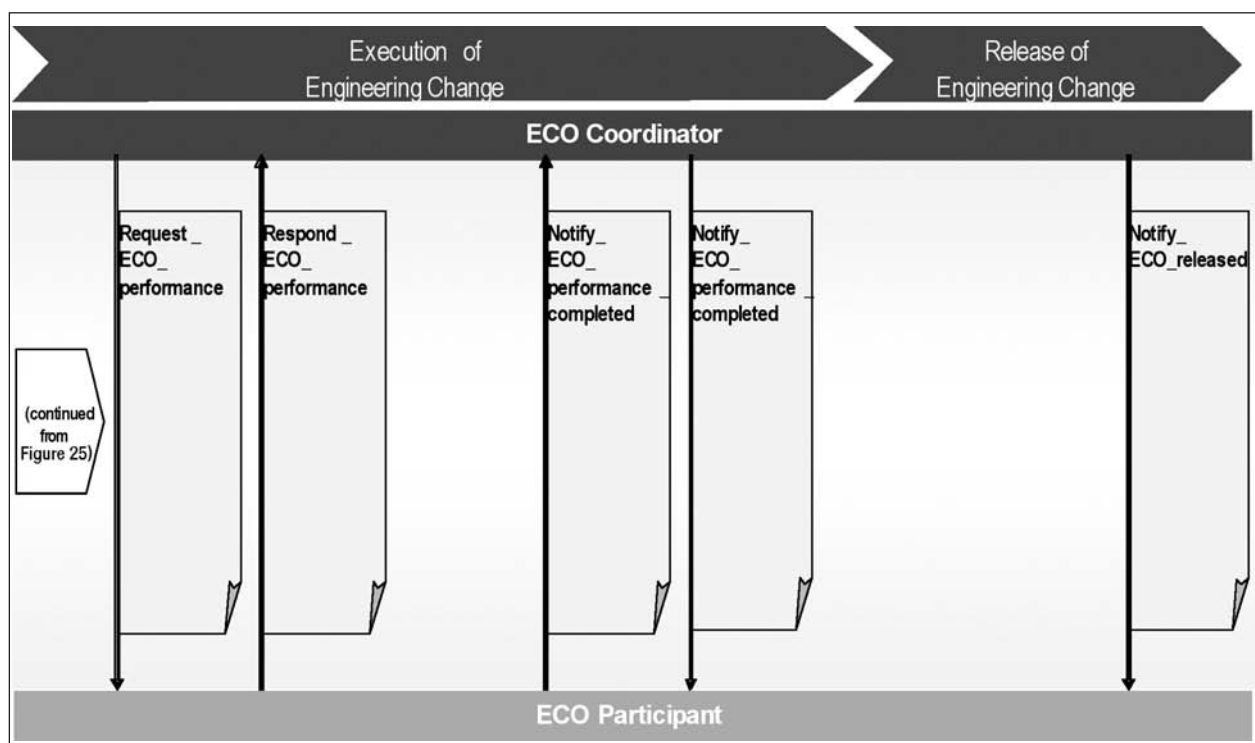 Execution of
Engineering Change
Release of
Engineering Change
ECO Coordinator
Request _
ECO_
performance
Respond _
ECO_
performance
Notify_
ECO_
performance _
completed
Notify_
ECO_
performance _
completed
Notify_
ECO_released
(continued
from
Figure 25)
ECO Participant